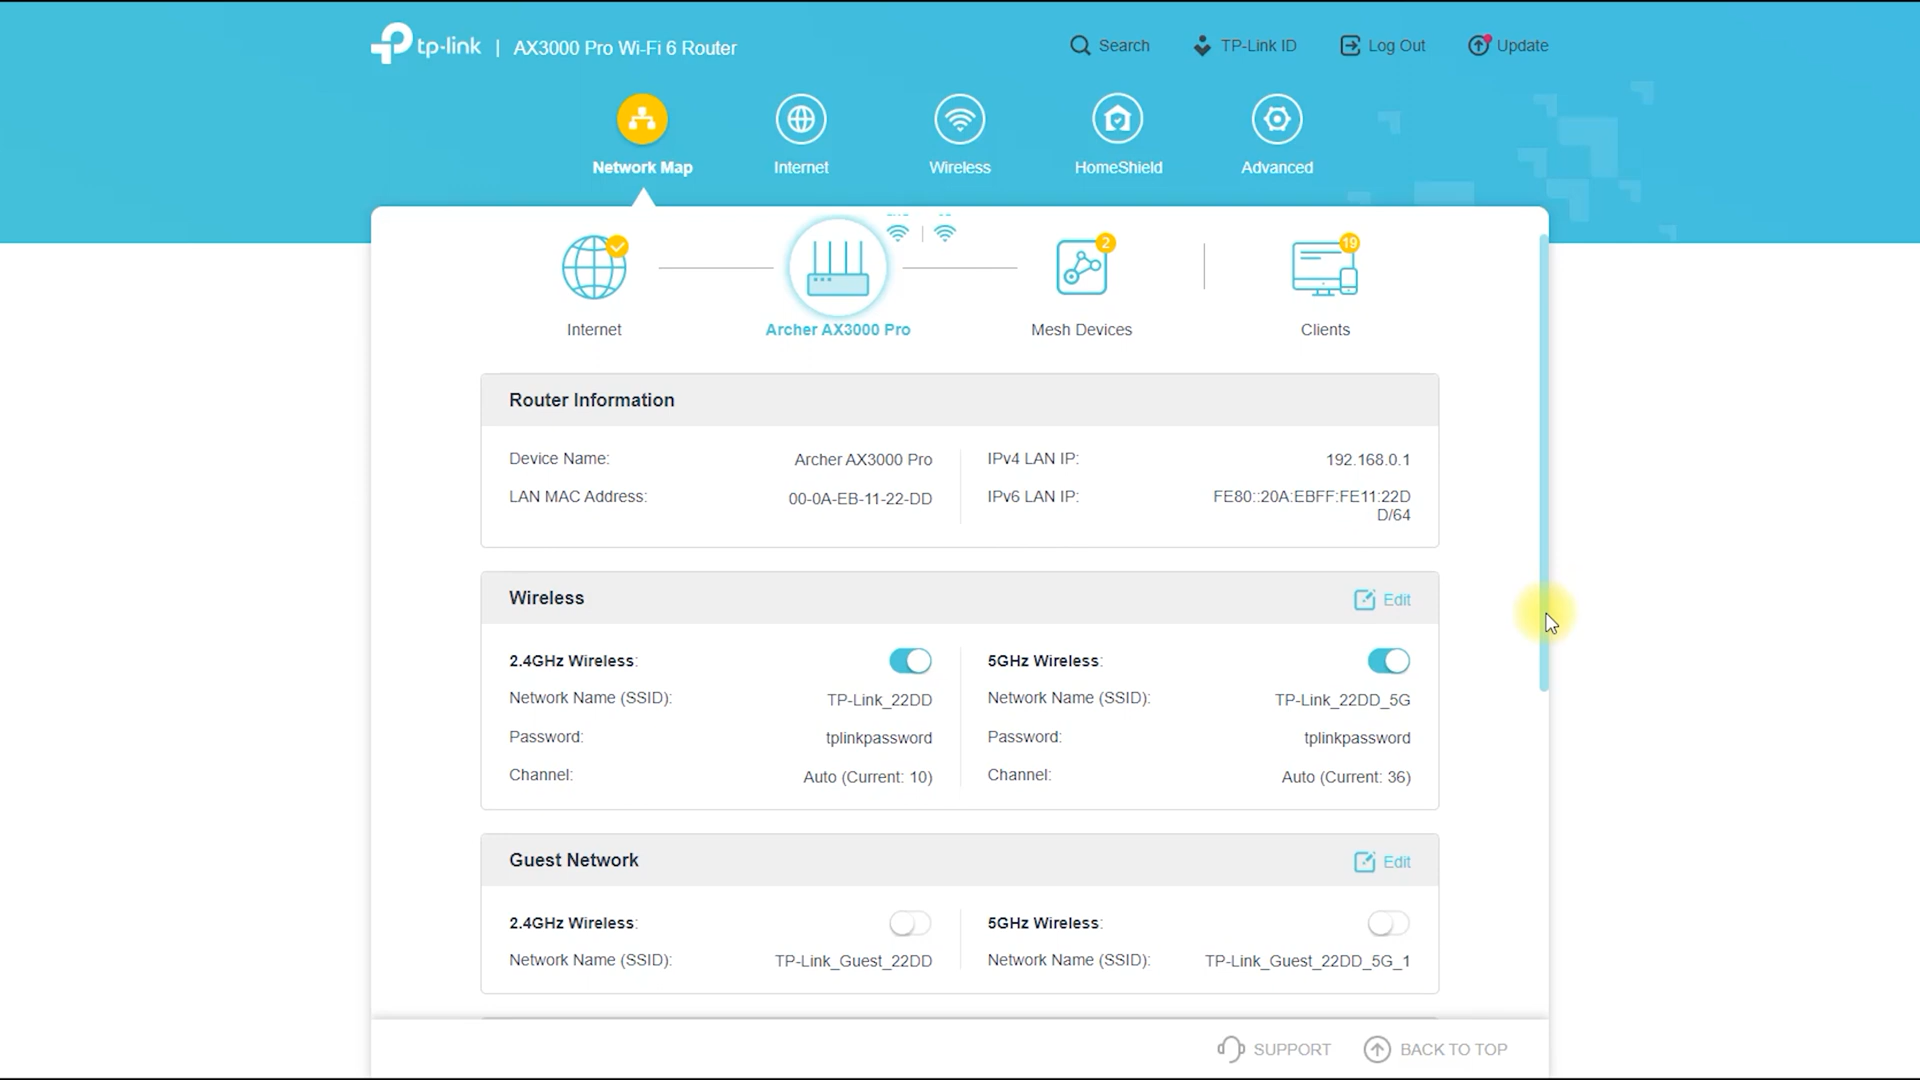 tp-link | AX3000 Pro Wi-Fi 6 Router
Search
TP-Link ID
Log Out
Update
Network Map
Internet
Wireless
HomeShield
Advanced
2
19
Internet
Archer AX3000 Pro
Mesh Devices
Clients
Router Information
Device Name: Archer AX3000 Pro
LAN MAC Address: 00-0A-EB-11-22-DD
IPv4 LAN IP: 192.168.0.1
IPv6 LAN IP: FE80::20A:EBFF:FE11:22D
D/64
Wireless
Edit
2.4GHz Wireless:
Network Name (SSID): TP-Link_22DD
Password: tplinkpassword
Channel: Auto (Current: 10)
5GHz Wireless:
Network Name (SSID): TP-Link_22DD_5G
Password: tplinkpassword
Channel: Auto (Current: 36)
Guest Network
Edit
2.4GHz Wireless:
Network Name (SSID): TP-Link_Guest_22DD
5GHz Wireless:
Network Name (SSID): TP-Link_Guest_22DD_5G_1
SUPPORT
BACK TO TOP